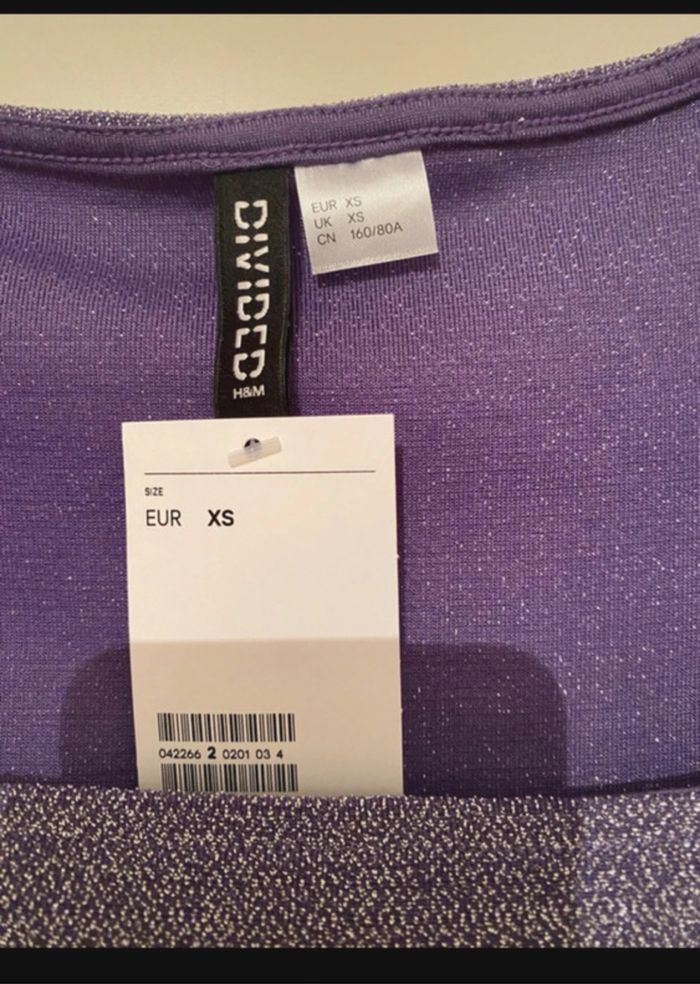 DIVIDED
H&M
EUR XS
UK XS
CN 160/80A
SIZE
EUR XS
042266 2 0201 03 4